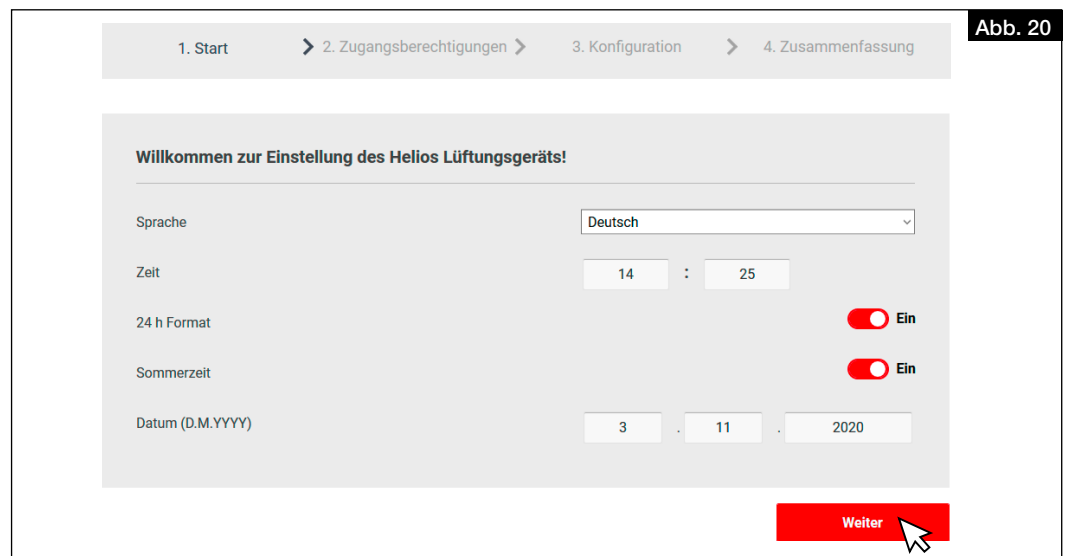 Abb. 20
1. Start 2. Zugangsberechtigungen 3. Konfiguration 4. Zusammenfassung
Willkommen zur Einstellung des Helios Lüftungsgeräts!
Sprache Deutsch
Zeit 14 : 25
24 h Format Ein
Sommerzeit Ein
Datum (D.M.YYYY) 3 . 11 . 2020
Weiter